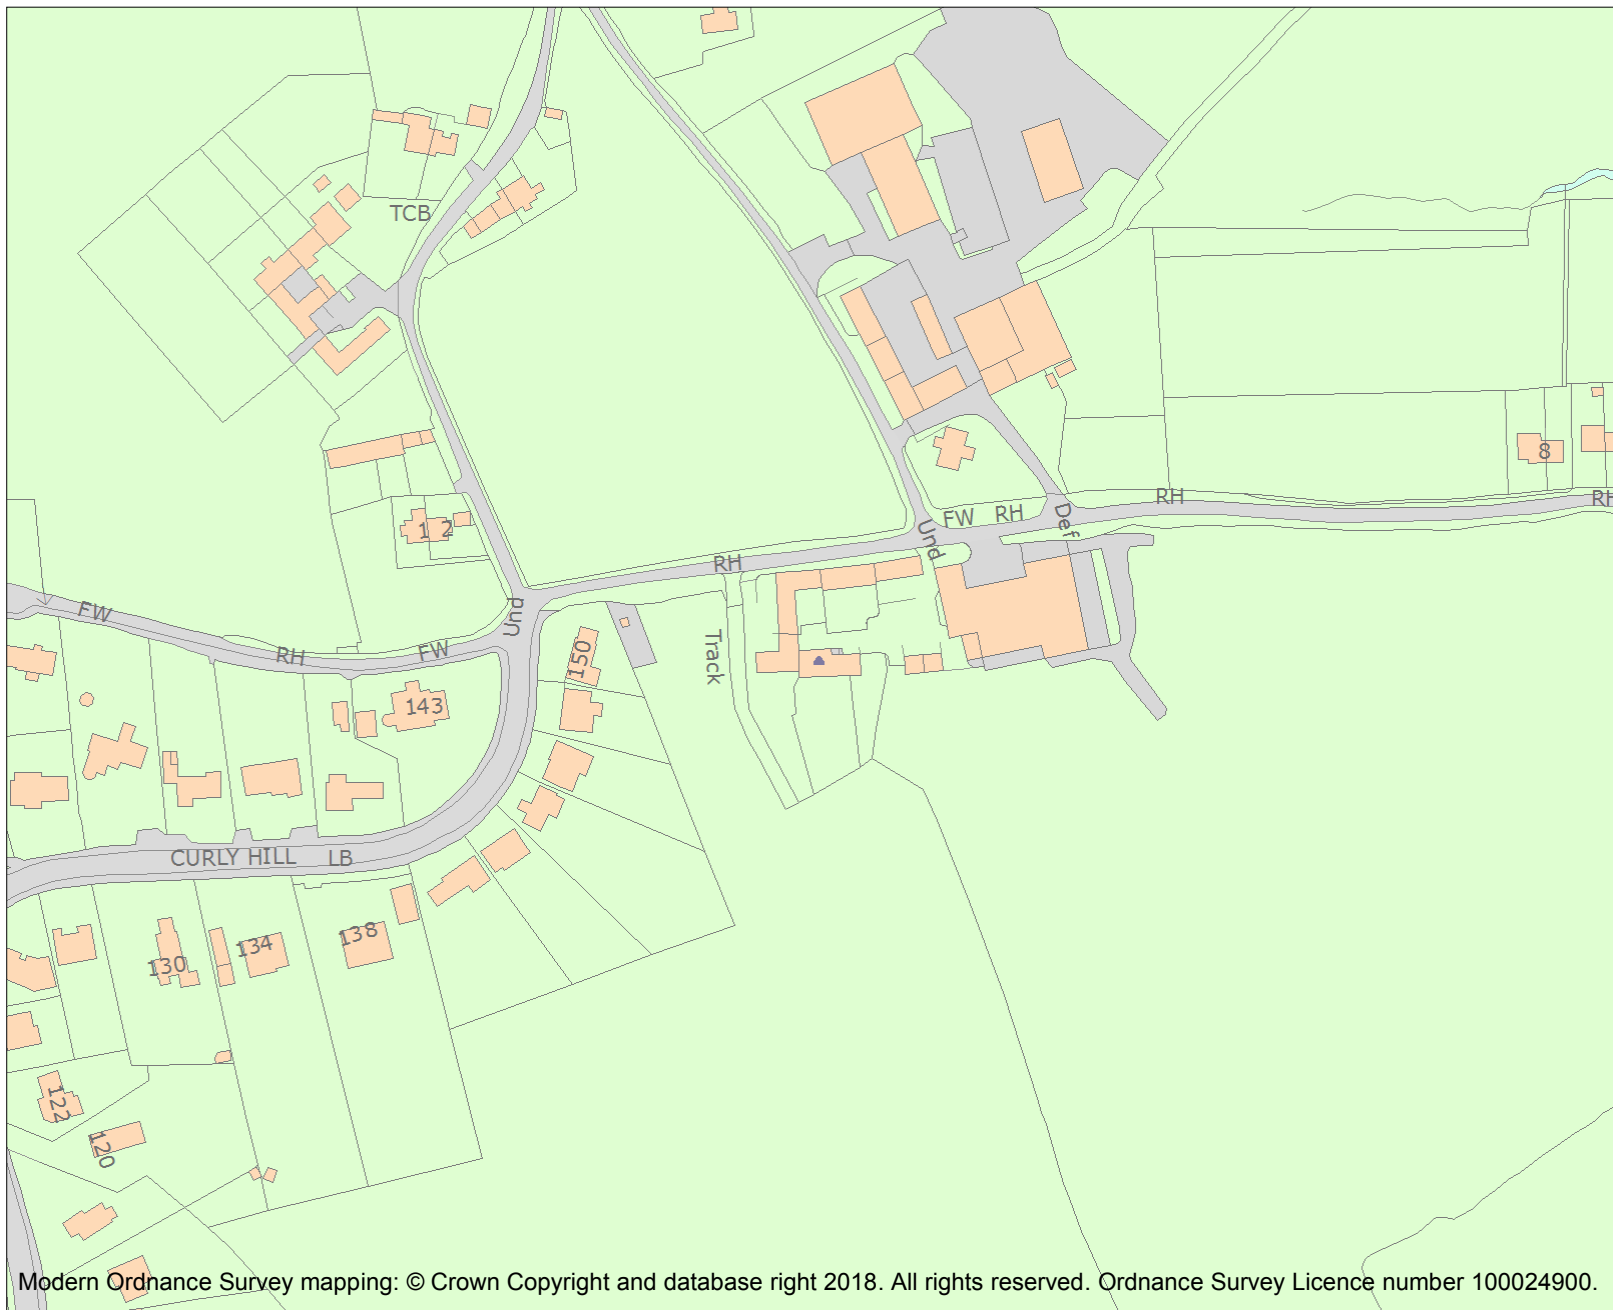 TCB
8
RH
RH
FW RH
Def
Und
1 2
RH
FW
Und
RH
FW
150
Track
143
CURLY HILL LB
138
134
130
122
120
Modern Ordnance Survey mapping: © Crown Copyright and database right 2018. All rights reserved. Ordnance Survey Licence number 100024900.